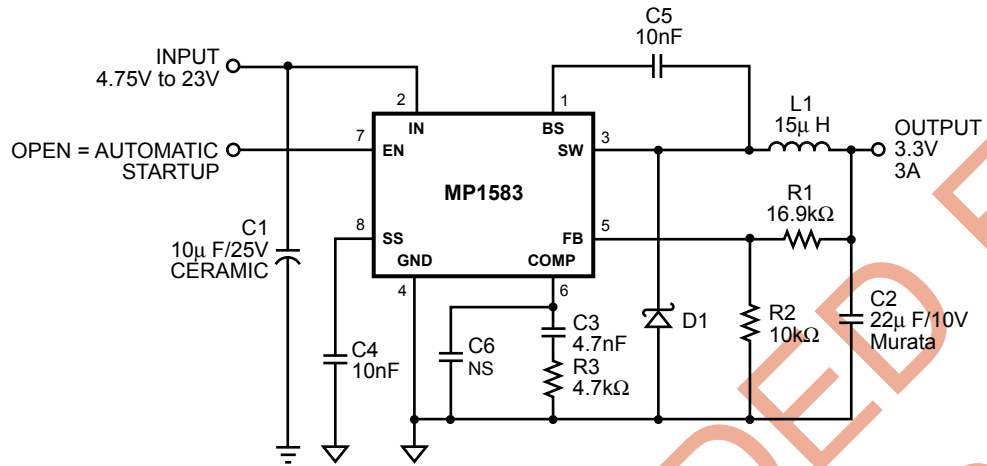 C5
10nF
INPUT
4.75V to 23V
2
1
IN
BS
L1
15µ H
7
EN
3
SW
OPEN = AUTOMATIC
STARTUP
OUTPUT
3.3V
3A
MP1583
R1
16.9kΩ
8
SS
5
FB
C1
10µ F/25V
CERAMIC
GND
COMP
4
6
C4
10nF
C6
NS
C3
4.7nF
R3
4.7kΩ
D1
R2
10kΩ
C2
22µ F/10V
Murata
DED